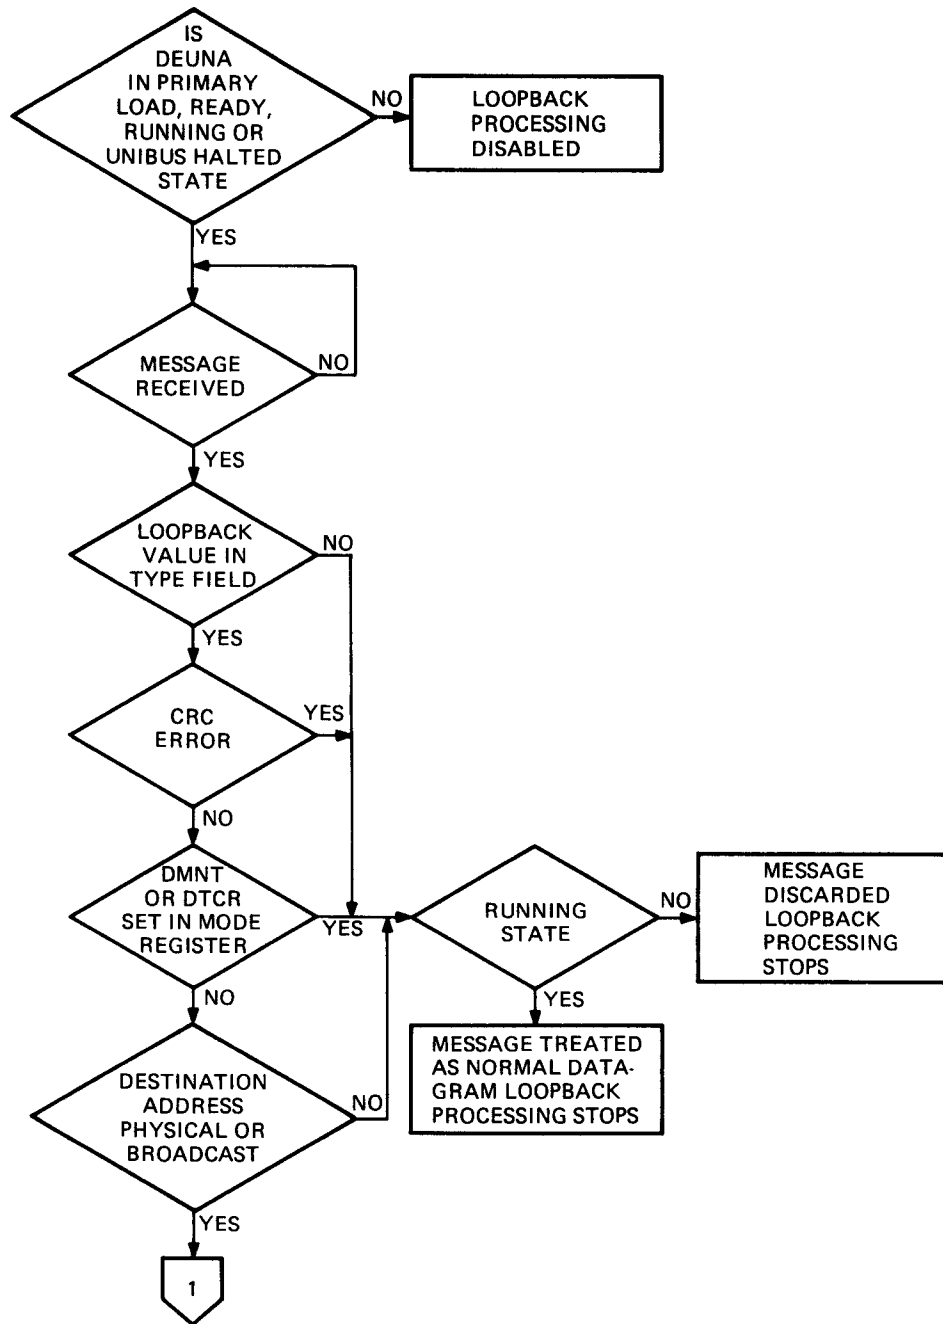 IS
DEUNA
IN PRIMARY
LOAD, READY,
RUNNING OR
UNIBUS HALTED
STATE
NO
LOOPBACK
PROCESSING
DISABLED
YES
MESSAGE
RECEIVED
NO
YES
LOOPBACK
VALUE IN
TYPE FIELD
NO
YES
CRC
ERROR
YES
NO
DMNT
OR DTCR
SET IN MODE
REGISTER
YES
RUNNING
STATE
NO
MESSAGE
DISCARDED
LOOPBACK
PROCESSING
STOPS
NO
YES
MESSAGE TREATED
AS NORMAL DATA-
GRAM LOOPBACK
PROCESSING STOPS
DESTINATION
ADDRESS
PHYSICAL OR
BROADCAST
NO
YES
1